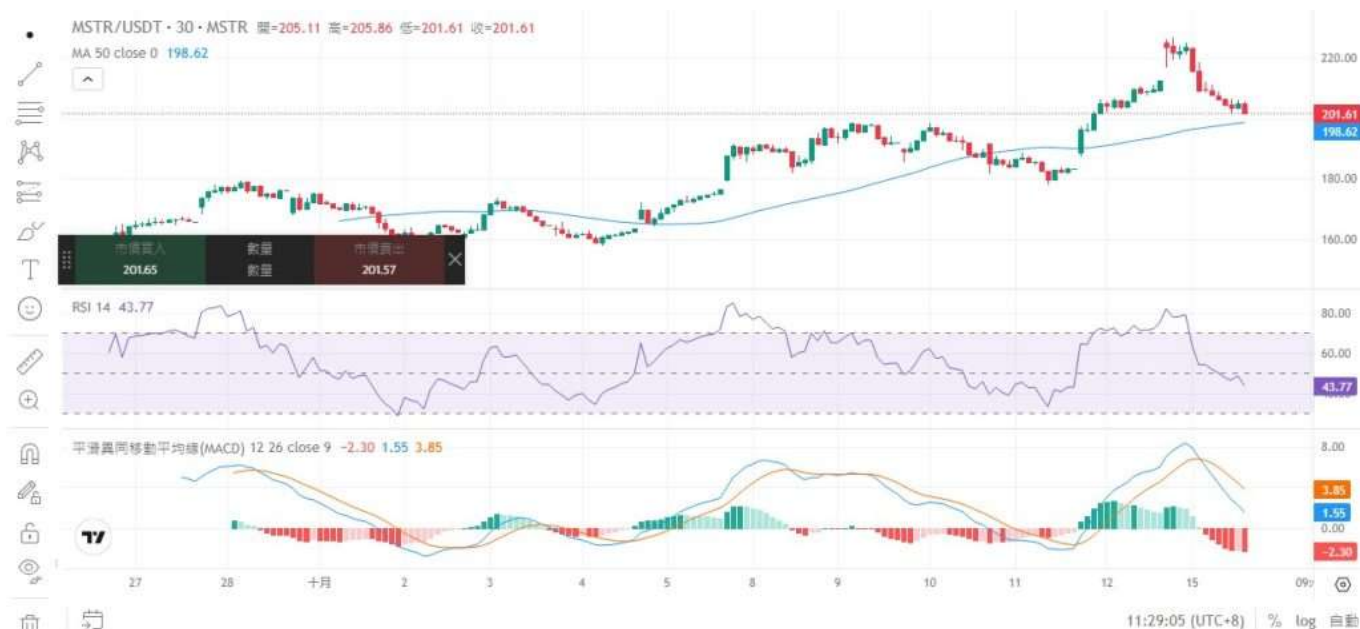 MSTR/USDT · 30 · MSTR 開=205.11 高=205.86 低=201.61 收=201.61
MA 50 close 0 198.62
220.00
201.61
198.62
180.00
160.00
市價買入 數量 市價賣出
201.65 數量 201.57
RSI 14 43.77
80.00
60.00
43.77
平滑異同移動平均線(MACD) 12 26 close 9 −2.30 1.55 3.85
8.00
3.85
1.55
0.00
−2.30
27 28 十月 2 3 4 5 8 9 10 11 12 15
11:29:05 (UTC+8) % log 自動